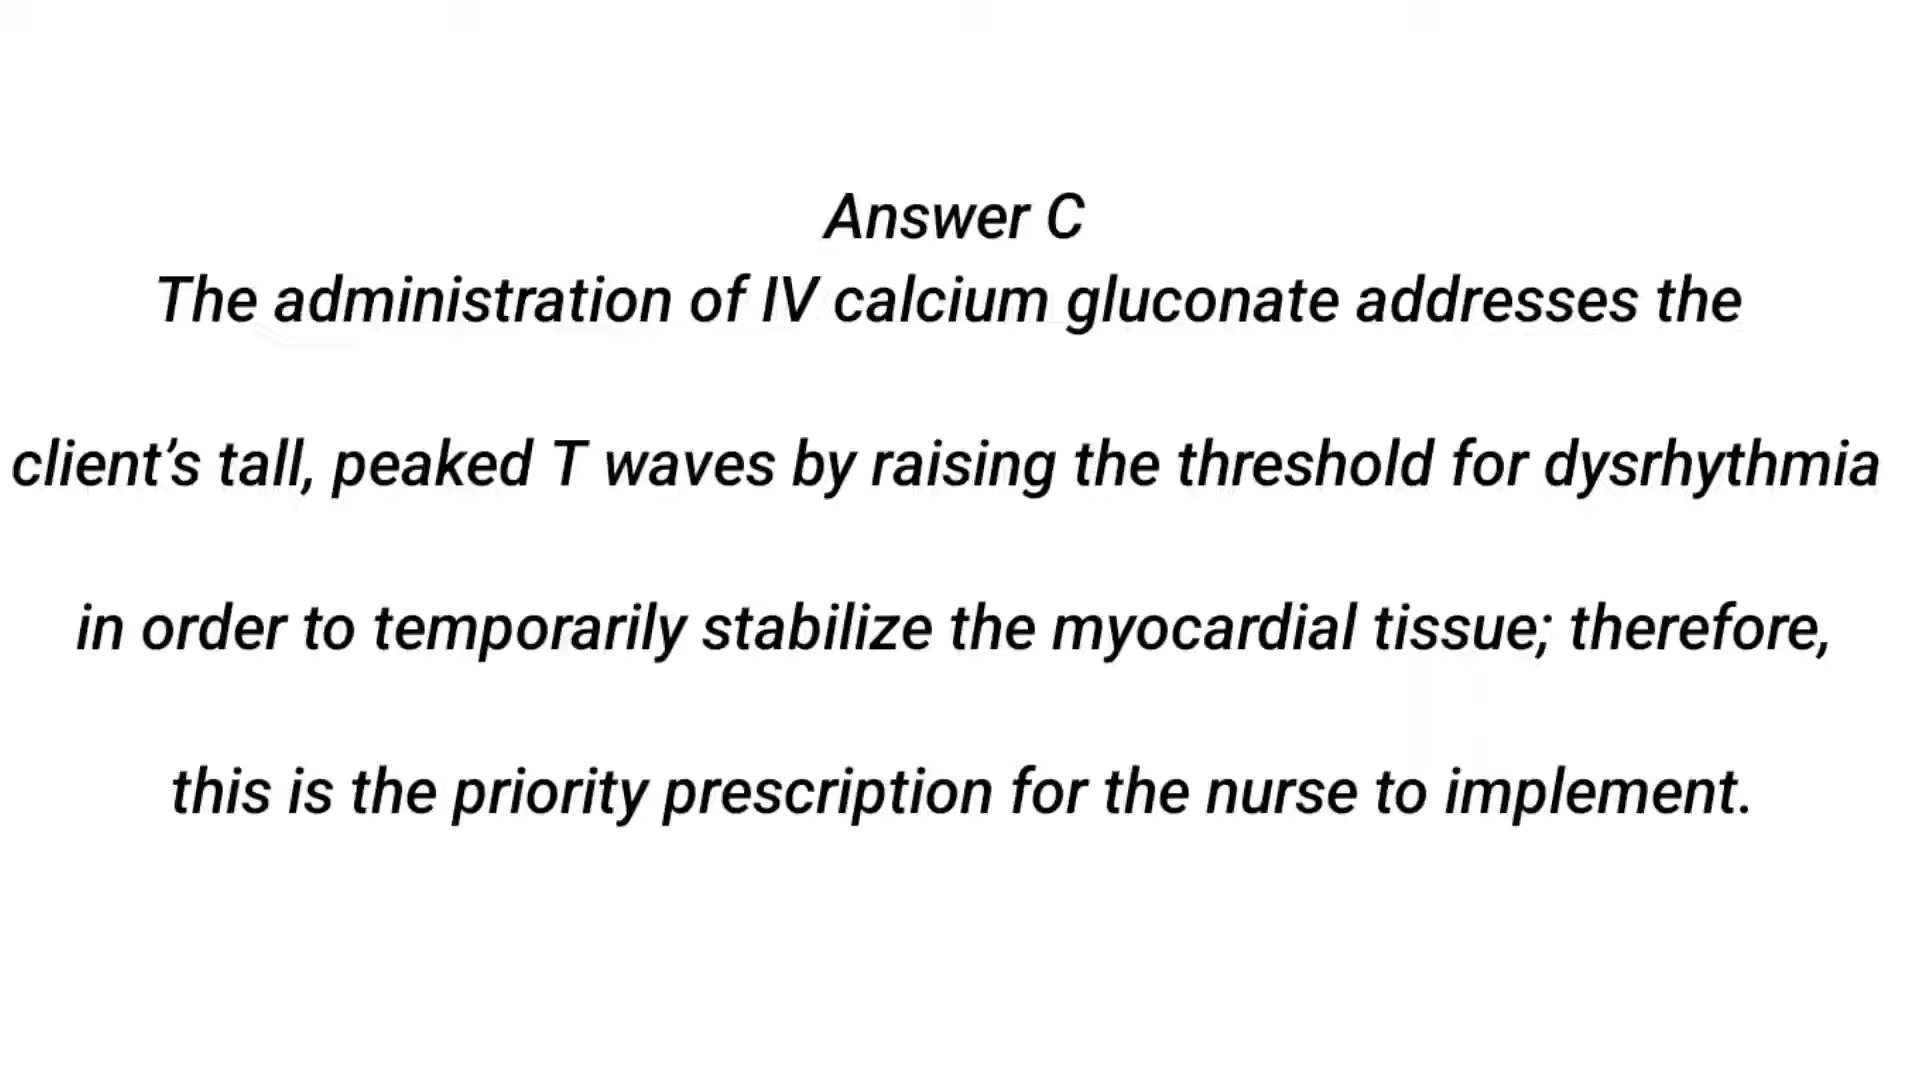 Answer C
The administration of IV calcium gluconate addresses the
client’s tall, peaked T waves by raising the threshold for dysrhythmia
in order to temporarily stabilize the myocardial tissue; therefore,
this is the priority prescription for the nurse to implement.